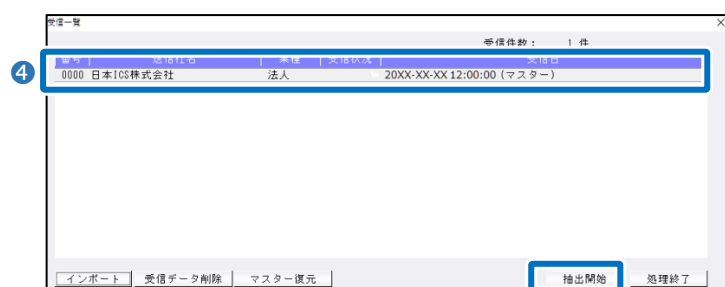 受信一覧
受信件数： 1 件
番号 送信社名 業種 受信状況 受信日
④ 0000 日本ICS株式会社 法人 20XX-XX-XX 12:00:00 (マスター)
インポート 受信データ削除 マスター復元 抽出開始 処理終了